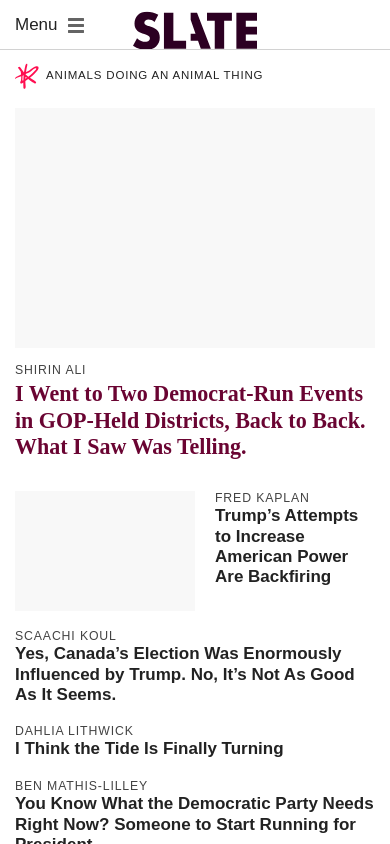 Menu
SLATE
ANIMALS DOING AN ANIMAL THING
SHIRIN ALI
I Went to Two Democrat-Run Events
in GOP-Held Districts, Back to Back.
What I Saw Was Telling.
FRED KAPLAN
Trump’s Attempts
to Increase
American Power
Are Backfiring
SCAACHI KOUL
Yes, Canada’s Election Was Enormously
Influenced by Trump. No, It’s Not As Good
As It Seems.
DAHLIA LITHWICK
I Think the Tide Is Finally Turning
BEN MATHIS-LILLEY
You Know What the Democratic Party Needs
Right Now? Someone to Start Running for
President